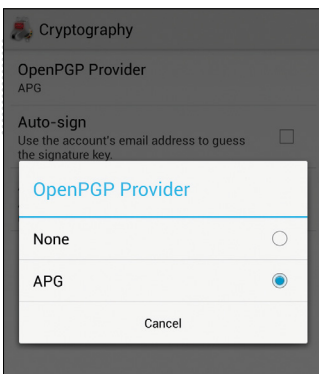 Cryptography
OpenPGP Provider
APG
Auto-sign
Use the account's email address to guess
the signature key.
OpenPGP Provider
None
APG
Cancel